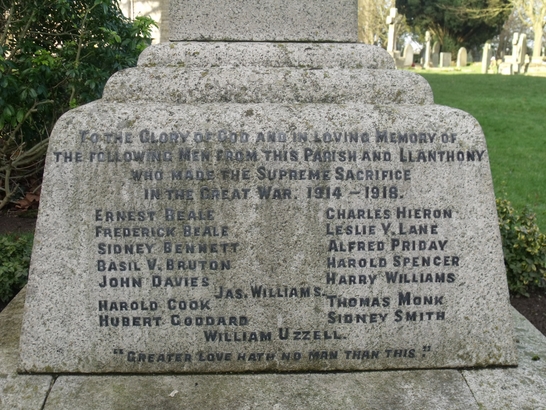 TO THE GLORY OF GOD AND IN LOVING MEMORY OF
THE FOLLOWING MEN FROM THIS PARISH AND LLANTHONY
WHO MADE THE SUPREME SACRIFICE
IN THE GREAT WAR. 1914 - 1918.
ERNEST BEALE CHARLES HIERON
FREDERICK BEALE LESLIE V. LANE
SIDNEY BENNETT ALFRED PRIDAY
BASIL V. BRUTON HAROLD SPENCER
JOHN DAVIES HARRY WILLIAMS
JAS. WILLIAMS.
HAROLD COOK THOMAS MONK
HUBERT GODDARD SIDNEY SMITH
WILLIAM UZZELL.
"GREATER LOVE HATH NO MAN THAN THIS"